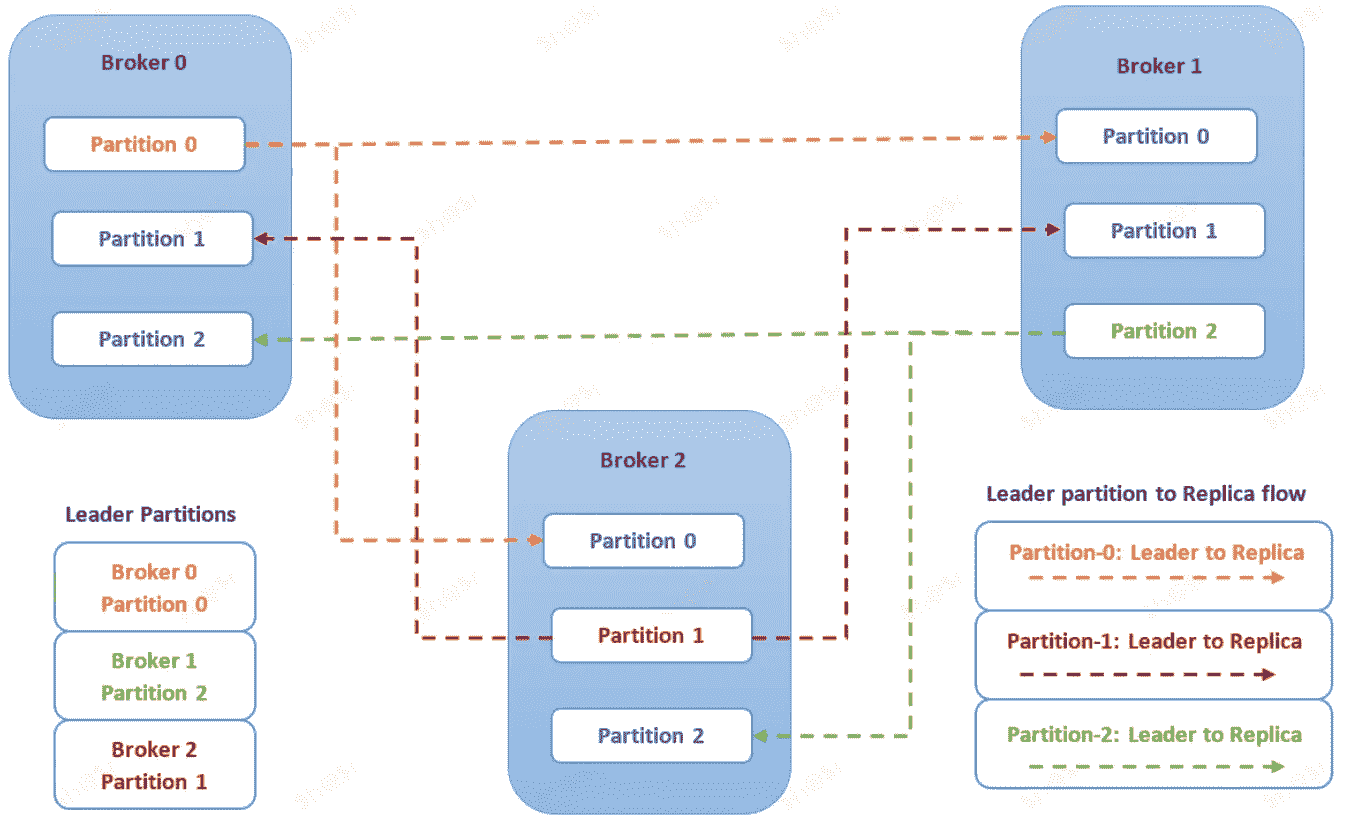 Broker 0
Partition 0
Partition 1
Partition 2
Broker 1
Partition 0
Partition 1
Partition 2
Broker 2
Partition 0
Partition 1
Partition 2
Leader Partitions
Broker 0
Partition 0
Broker 1
Partition 2
Broker 2
Partition 1
Leader partition to Replica flow
Partition-0: Leader to Replica
Partition-1: Leader to Replica
Partition-2: Leader to Replica